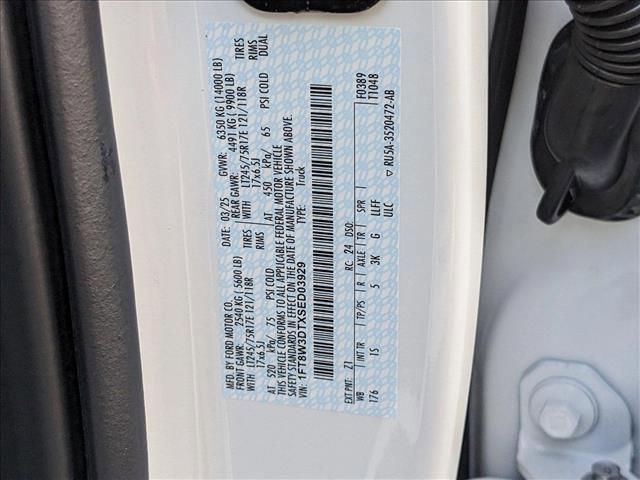 MFD. BY FORD MOTOR CO.
DATE: 03/25 GVWR: 6350 KG (14000 LB)
FRONT GAWR: 2540 KG ( 5600 LB) REAR GAWR: 4491 KG ( 9900 LB)
WITH LT245/75R17E 121/118R TIRES WITH LT245/75R17E 121/118R TIRES
17x6.5J RIMS 17x6.5J RIMS
AT 520 kPa/ 75 PSI COLD AT 450 kPa/ 65 PSI COLD DUAL
THIS VEHICLE CONFORMS TO ALL APPLICABLE FEDERAL MOTOR VEHICLE
SAFETY STANDARDS IN EFFECT ON THE DATE OF MANUFACTURE SHOWN ABOVE.
VIN: 1FT8W3DTXSED03929 TYPE: Truck
F0389
T1048
EXT PNT: Z1 RC: 24 DSO:
WB INT TR TP/PS R AXLE TR SPR
176 1S 5 3K G LLFF
ULC
▽ RU5A-3520472-AB